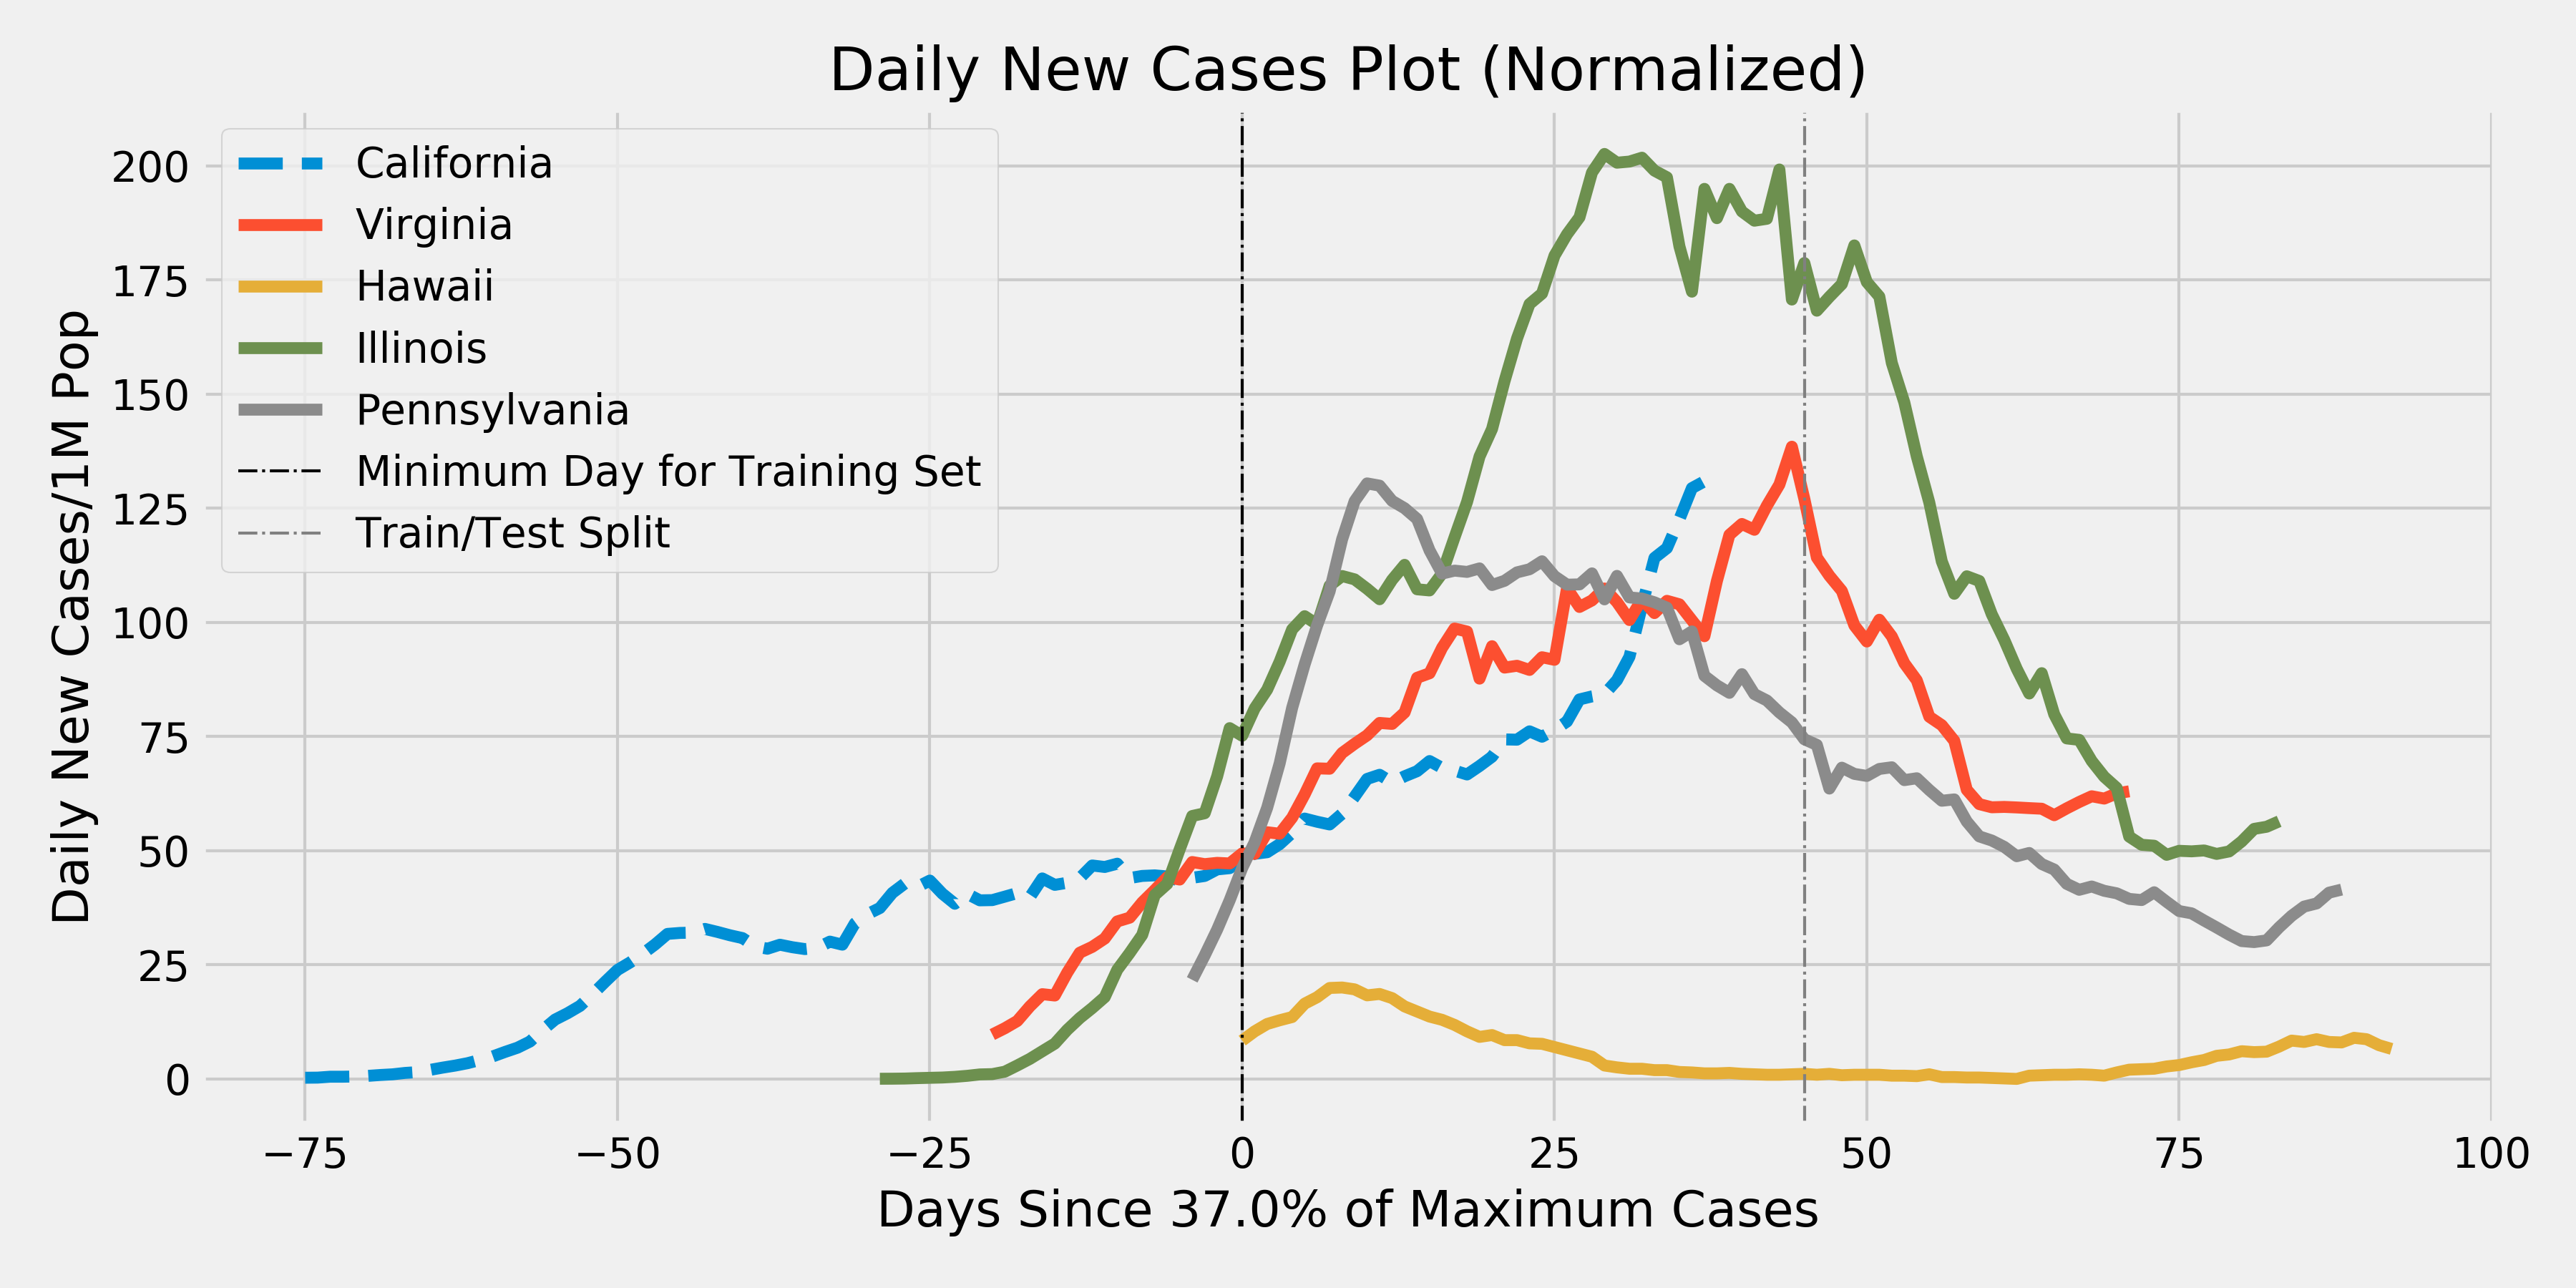 Daily New Cases Plot (Normalized)
California
Virginia
Hawaii
Illinois
Pennsylvania
Minimum Day for Training Set
Train/Test Split
Daily New Cases/1M Pop
200
175
150
125
100
75
50
25
0
−75
−50
−25
0
25
50
75
100
Days Since 37.0% of Maximum Cases